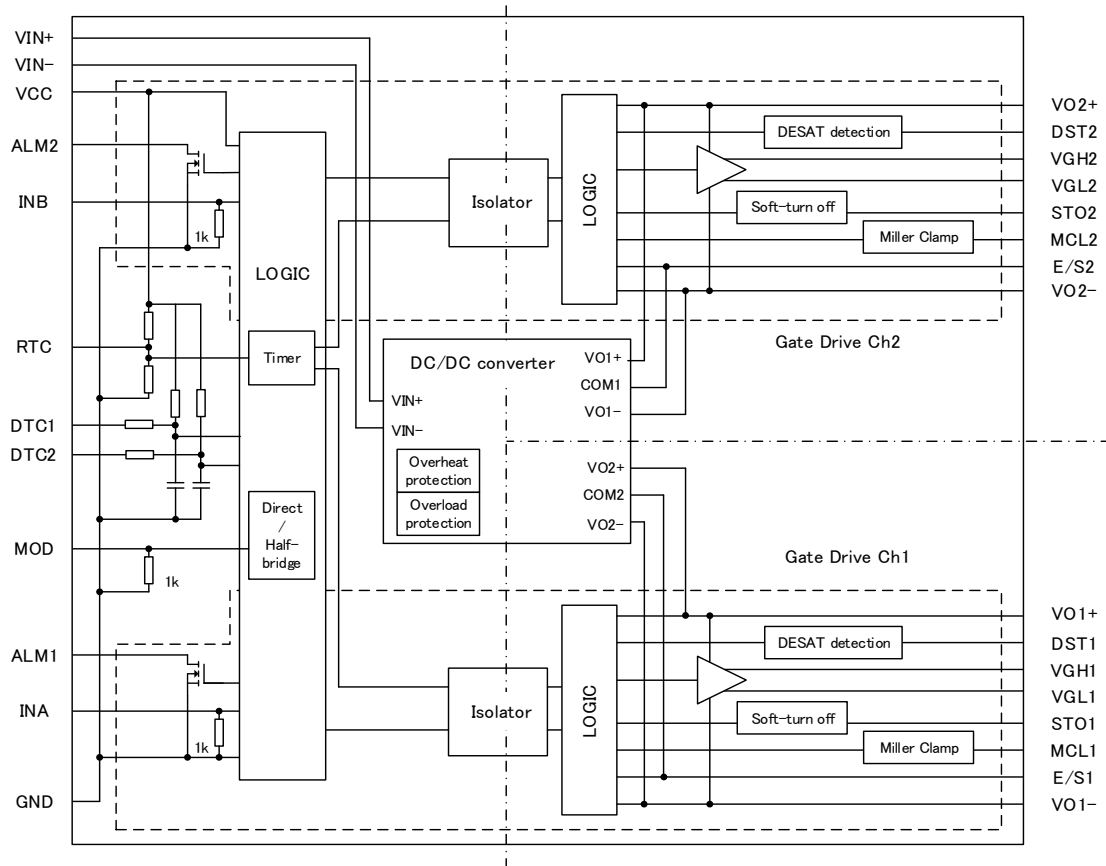 VIN+
VIN-
VCC
ALM2
INB
1k
LOGIC
RTC
Timer
DTC1
DTC2
MOD
1k
Direct
/
Half-
bridge
ALM1
INA
1k
GND
Isolator
LOGIC
DESAT detection
Soft-turn off
Miller Clamp
VO2+
DST2
VGH2
VGL2
STO2
MCL2
E/S2
VO2-
Gate Drive Ch2
DC/DC converter
VIN+
VIN-
VO1+
COM1
VO1-
Overheat
protection
Overload
protection
VO2+
COM2
VO2-
Gate Drive Ch1
Isolator
LOGIC
DESAT detection
Soft-turn off
Miller Clamp
VO1+
DST1
VGH1
VGL1
STO1
MCL1
E/S1
VO1-